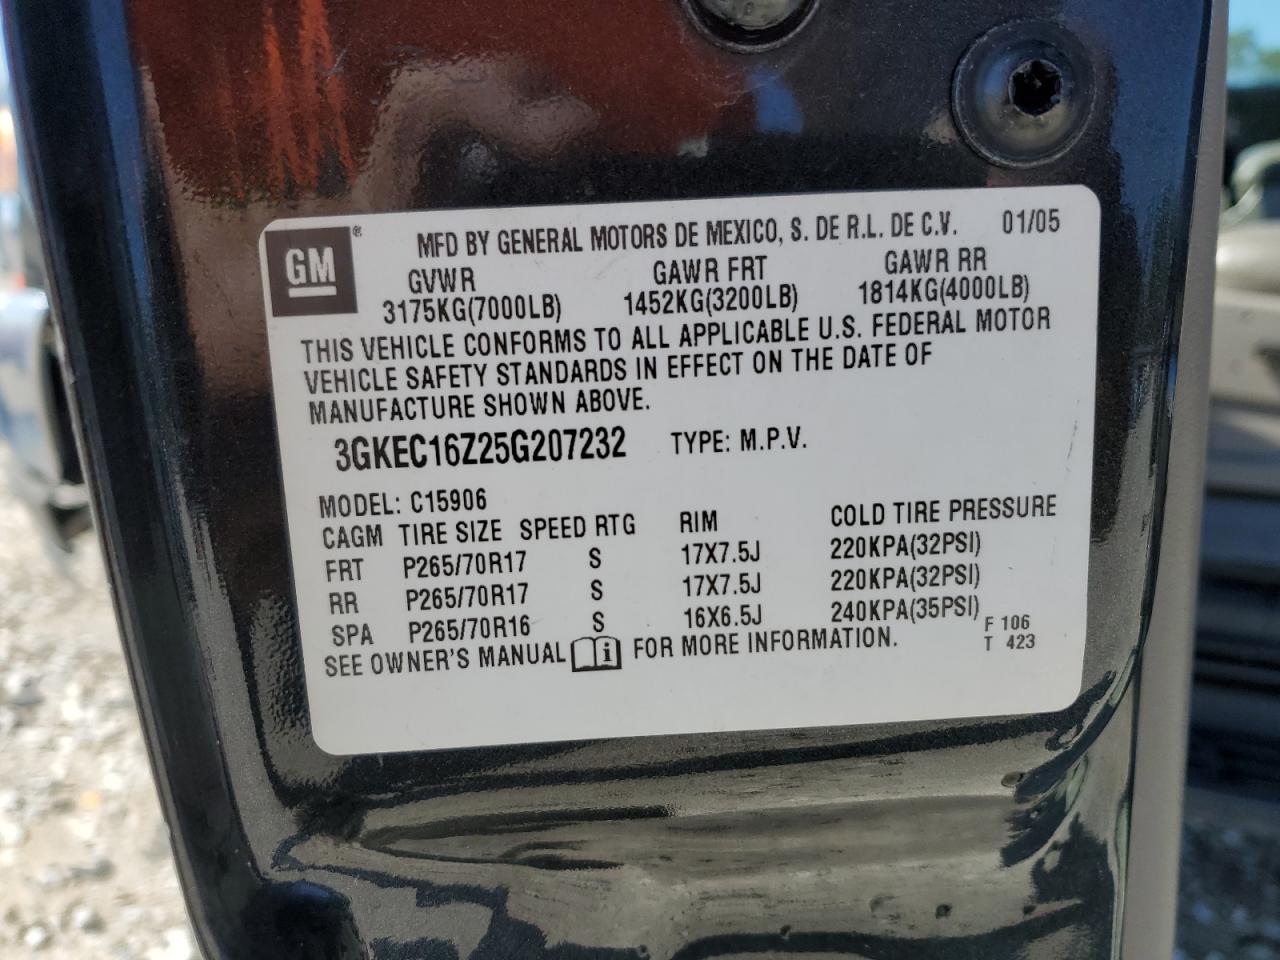 GM ® MFD BY GENERAL MOTORS DE MEXICO, S. DE R.L. DE C.V. 01/05
GVWR GAWR FRT GAWR RR
3175KG(7000LB) 1452KG(3200LB) 1814KG(4000LB)
THIS VEHICLE CONFORMS TO ALL APPLICABLE U.S. FEDERAL MOTOR
VEHICLE SAFETY STANDARDS IN EFFECT ON THE DATE OF
MANUFACTURE SHOWN ABOVE.
3GKEC16Z25G207232 TYPE: M.P.V.
MODEL: C15906
CAGM TIRE SIZE SPEED RTG RIM COLD TIRE PRESSURE
FRT P265/70R17 S 17X7.5J 220KPA(32PSI)
RR P265/70R17 S 17X7.5J 220KPA(32PSI)
SPA P265/70R16 S 16X6.5J 240KPA(35PSI)
SEE OWNER'S MANUAL i FOR MORE INFORMATION.
F 106
T 423